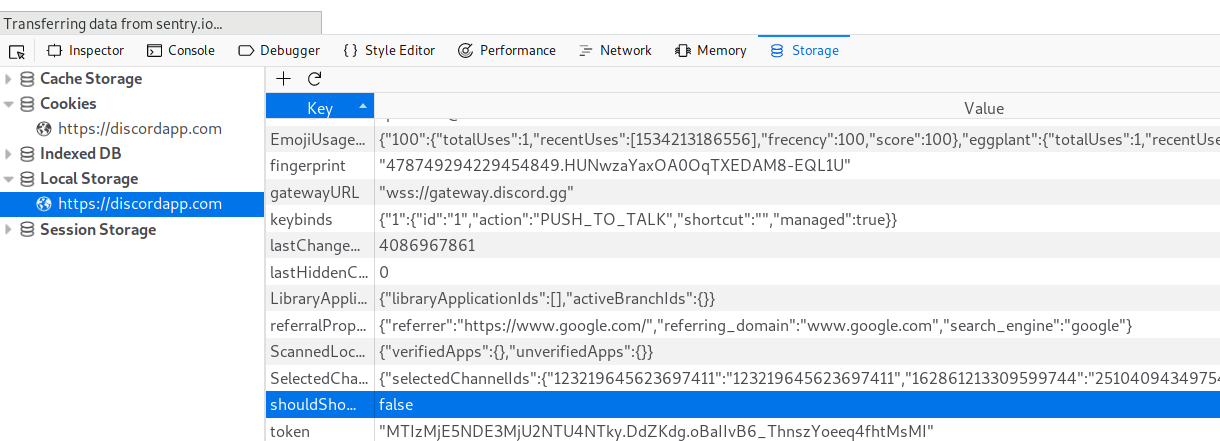 Transferring data from sentry.io...
Inspector Console Debugger {} Style Editor Performance Network Memory Storage
Cache Storage
Cookies
https://discordapp.com
Indexed DB
Local Storage
https://discordapp.com
Session Storage
Key Value
EmojiUsage... {"100":{"totalUses":1,"recentUses":[1534213186556],"frecency":100,"score":100},"eggplant":{"totalUses":1,"recentUses
fingerprint "478749294229454849.HUNwzaYaxOA0OqTXEDAM8-EQL1U"
gatewayURL "wss://gateway.discord.gg"
keybinds {"1":{"id":"1","action":"PUSH_TO_TALK","shortcut":"","managed":true}}
lastChange... 4086967861
lastHiddenC... 0
LibraryAppli... {"libraryApplicationIds":[],"activeBranchIds":{}}
referralProp... {"referrer":"https://www.google.com/","referring_domain":"www.google.com","search_engine":"google"}
ScannedLoc... {"verifiedApps":{},"unverifiedApps":{}}
SelectedCha... {"selectedChannelIds":{"123219645623697411":"123219645623697411","162861213309599744":"25104094349754
shouldSho... false
token "MTIzMjE5NDE3MjU2NTU4NTky.DdZKdg.oBaIIvB6_ThnszYoeeq4fhtMsMI"